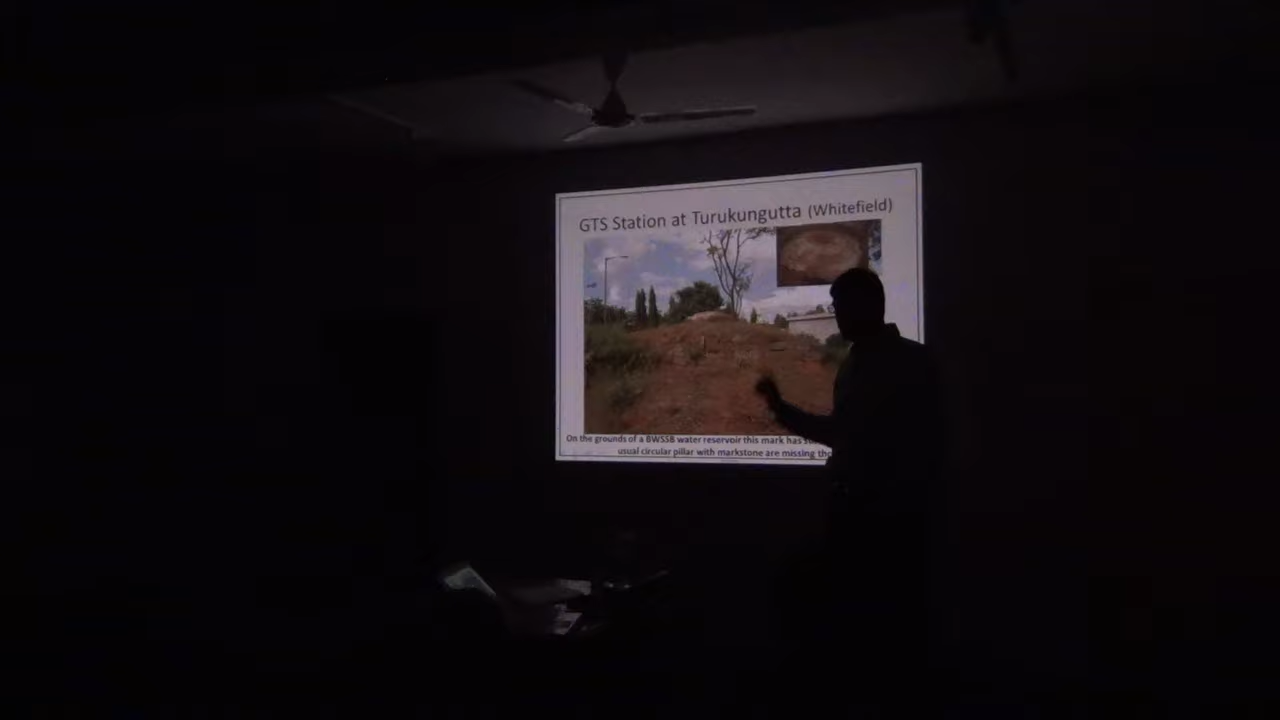 GTS Station at Turukungutta (Whitefield)
On the grounds of a BWSSB water reservoir this mark has
usual circular pillar with markstone are missing